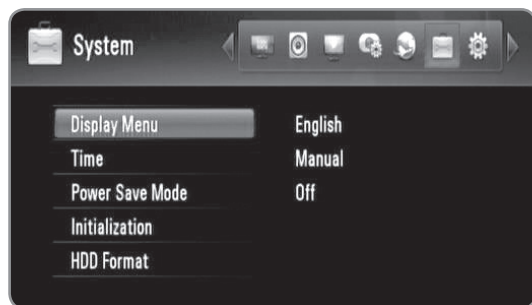 System
Display Menu English
Time Manual
Power Save Mode Off
Initialization
HDD Format